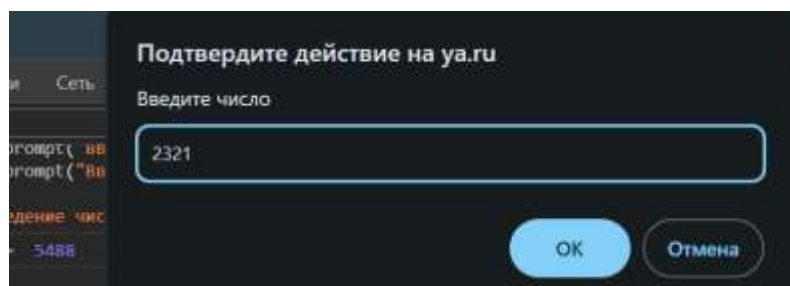 Подтвердите действие на ya.ru
Сеть
Введите число
prompt(
2321
prompt("Вв
5488
ОК
Отмена